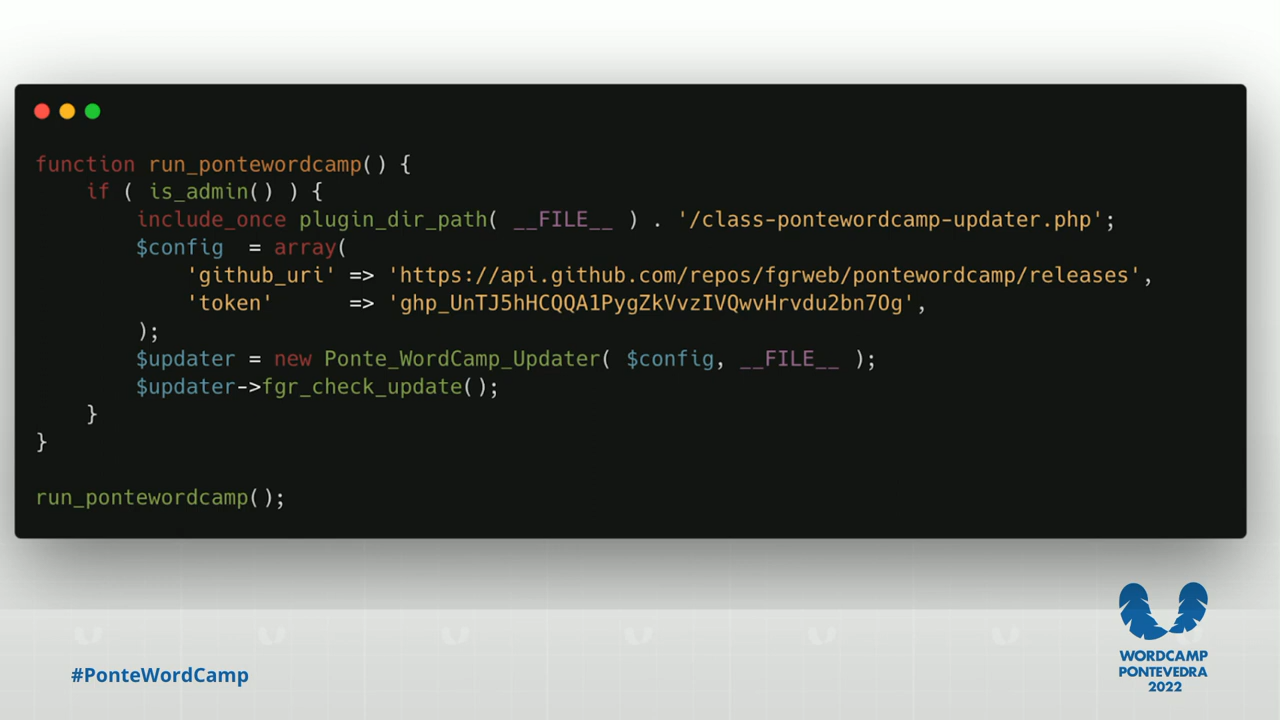 function run_pontewordcamp() {
    if ( is_admin() ) {
        include_once plugin_dir_path( __FILE__ ) . '/class-pontewordcamp-updater.php';
        $config  = array(
            'github_uri' => 'https://api.github.com/repos/fgrweb/pontewordcamp/releases',
            'token'      => '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',
        );
        $updater = new Ponte_WordCamp_Updater( $config, __FILE__ );
        $updater->fgr_check_update();
    }
}

run_pontewordcamp();
#PonteWordCamp
WORDCAMP
PONTEVEDRA
2022